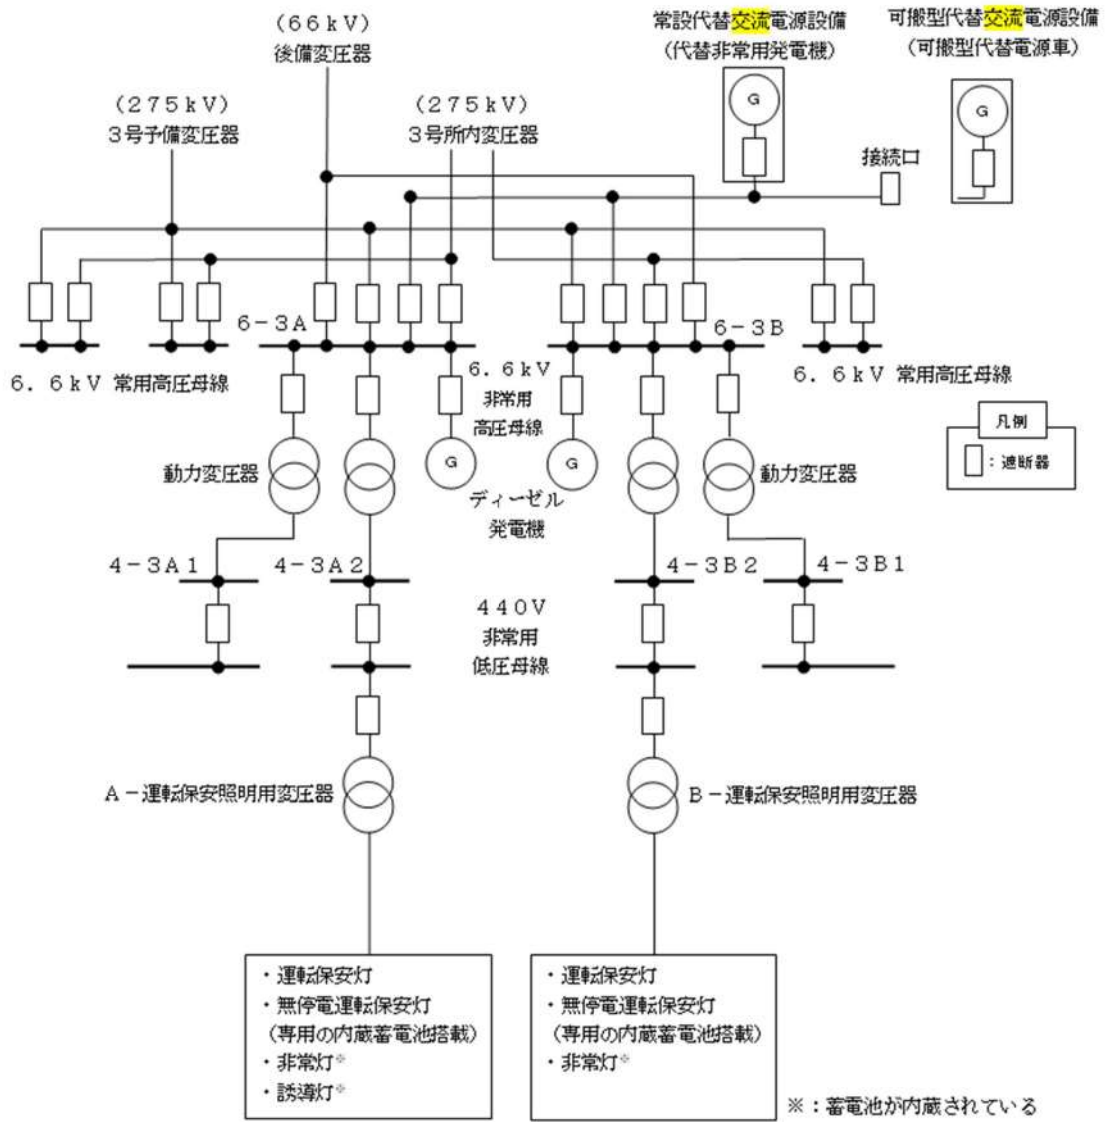 (66kV)
後備変圧器
常設代替交流電源設備
(代替非常用発電機)
可搬型代替交流電源設備
(可搬型代替電源車)
(275kV)
3号予備変圧器
(275kV)
3号所内変圧器
G
G
接続口
6-3A
6-3B
6.6kV 常用高圧母線
6.6kV
非常用
高圧母線
6.6kV 常用高圧母線
凡例
:遮断器
動力変圧器
G
G
動力変圧器
ディーゼル
発電機
4-3A1
4-3A2
4-3B2
4-3B1
440V
非常用
低圧母線
A-運転保安照明用変圧器
B-運転保安照明用変圧器
・運転保安灯
・無停電運転保安灯
(専用の内蔵蓄電池搭載)
・非常灯※
・誘導灯※
・運転保安灯
・無停電運転保安灯
(専用の内蔵蓄電池搭載)
・非常灯※
※:蓄電池が内蔵されている